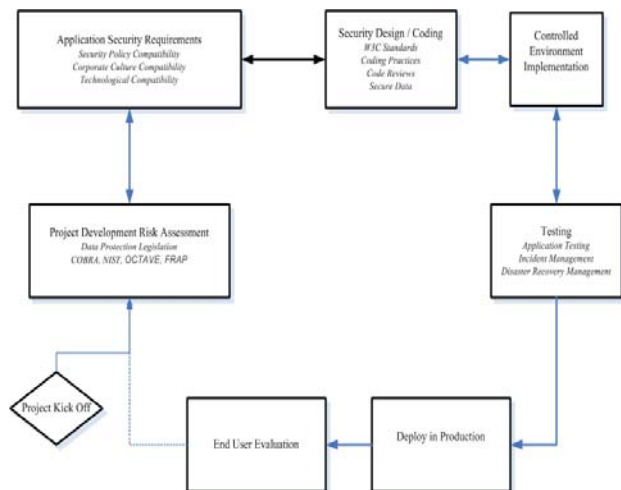 Application Security Requirements
Security Policy Compatibility
Corporate Culture Compatibility
Technological Compatibility
Security Design / Coding
W3C Standards
Coding Practices
Code Reviews
Secure Data
Controlled
Environment
Implementation
Project Development Risk Assessment
Data Protection Legislation
COBRA, NIST, OCTAVE, FRAP
Testing
Application Testing
Incident Management
Disaster Recovery Management
Project Kick Off
End User Evaluation
Deploy in Production